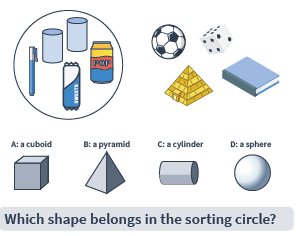 POP
SWEETS
A: a cuboid B: a pyramid C: a cylinder D: a sphere
Which shape belongs in the sorting circle?